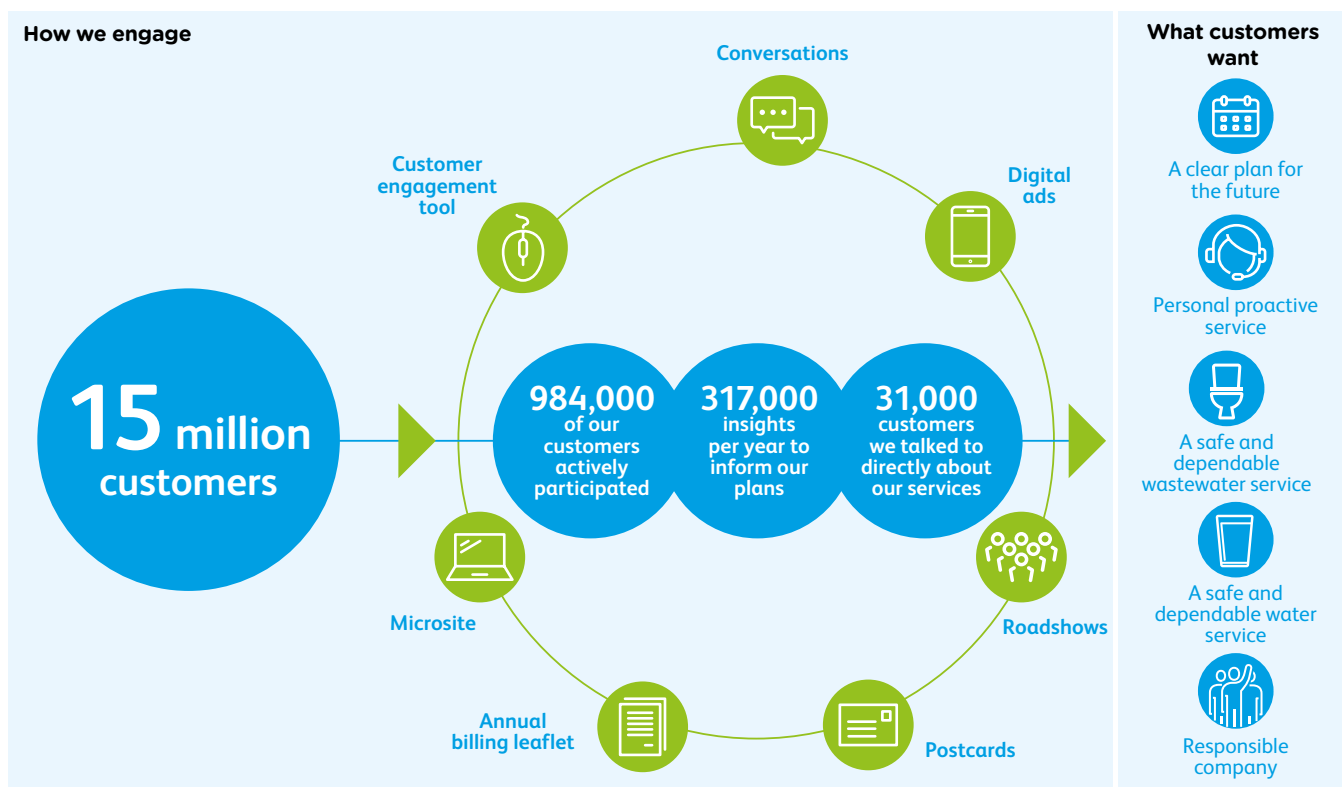 How we engage
Conversations
Customer
engagement
tool
Digital
ads
15 million
customers
984,000
of our
customers
actively
participated
317,000
insights
per year to
inform our
plans
31,000
customers
we talked to
directly about
our services
Microsite
Roadshows
Annual
billing leaflet
Postcards
What customers
want
A clear plan for
the future
Personal proactive
service
A safe and
dependable
wastewater service
A safe and
dependable water
service
Responsible
company